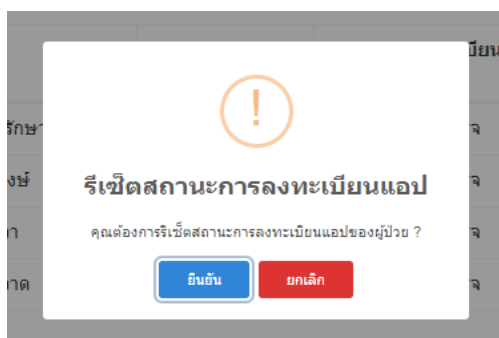 รีเซ็ตสถานะการลงทะเบียนแอป
คุณต้องการรีเซ็ตสถานะการลงทะเบียนแอปของผู้ป่วย ?
ยืนยัน
ยกเลิก